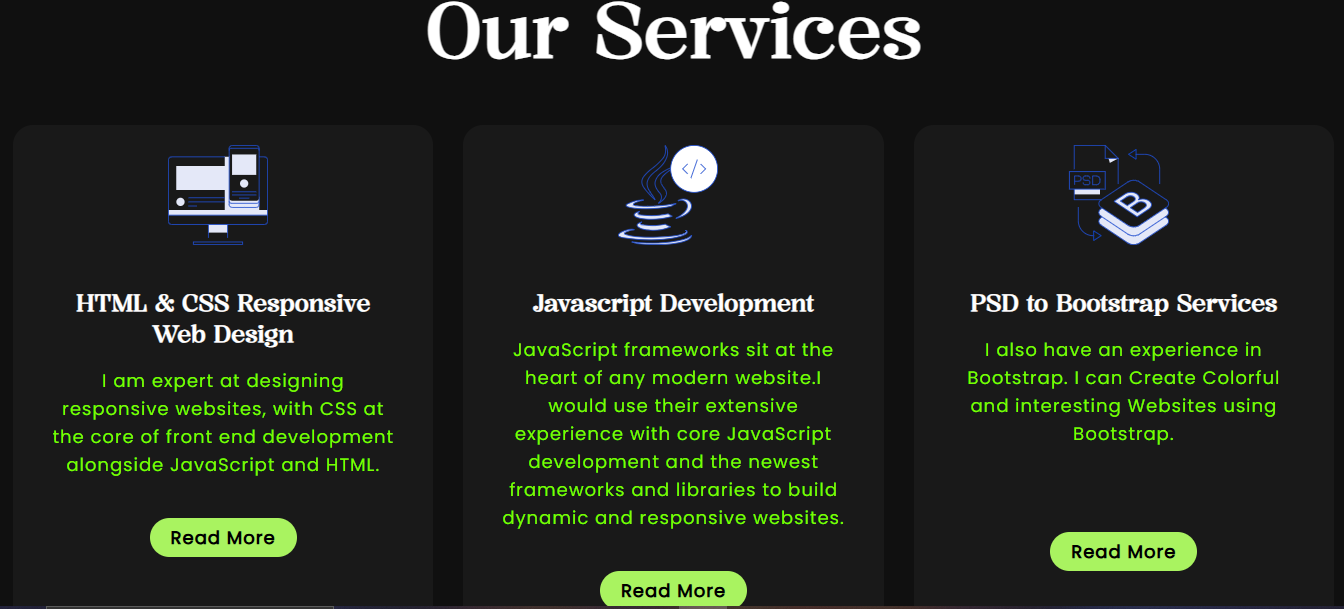 Our Services
</>
PSD
B
HTML & CSS Responsive
Web Design
I am expert at designing
responsive websites, with CSS at
the core of front end development
alongside JavaScript and HTML.
Read More
Javascript Development
JavaScript frameworks sit at the
heart of any modern website.I
would use their extensive
experience with core JavaScript
development and the newest
frameworks and libraries to build
dynamic and responsive websites.
Read More
PSD to Bootstrap Services
I also have an experience in
Bootstrap. I can Create Colorful
and interesting Websites using
Bootstrap.
Read More